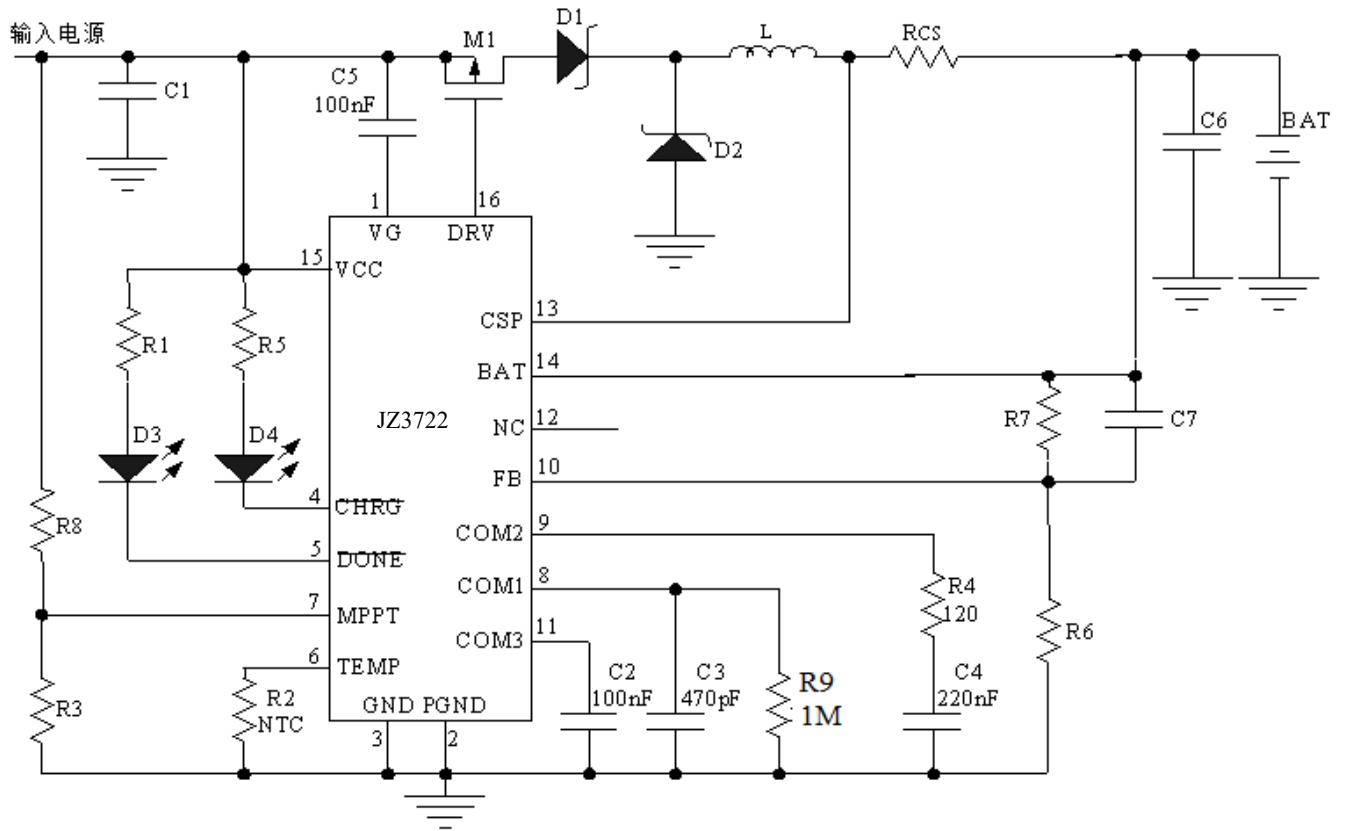 输入电源
C1
C5
100nF
M1
D1
L
RCS
D2
C6
BAT
1
16
VG
DRV
15
VCC
R1
R5
CSP
13
BAT
14
JZ3722
NC
12
R7
C7
D3
D4
FB
10
4
CHRG
R8
5
DONE
COM2
9
COM1
8
R4
120
7
MPPT
COM3
11
R6
6
TEMP
R3
R2
NTC
GND
PGND
3
2
C2
100nF
C3
470pF
R9
1M
C4
220nF